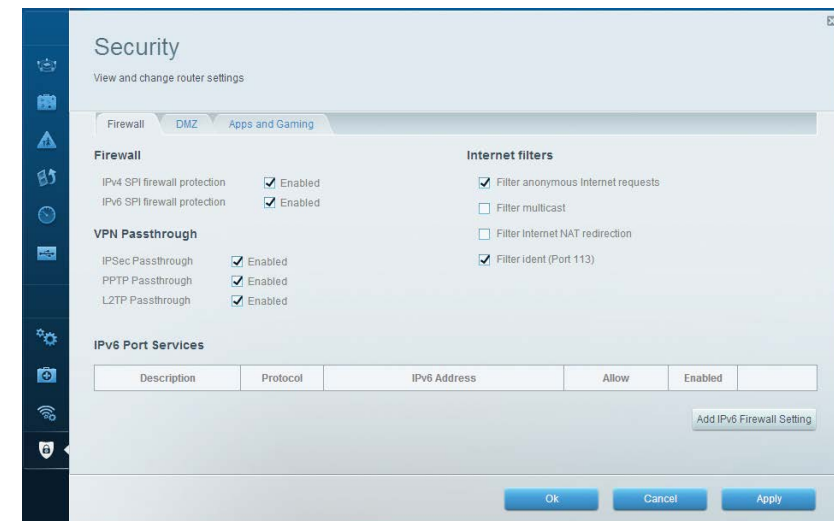 Security
View and change router settings
Firewall DMZ Apps and Gaming
Firewall
IPv4 SPI firewall protection Enabled
IPv6 SPI firewall protection Enabled
VPN Passthrough
IPSec Passthrough Enabled
PPTP Passthrough Enabled
L2TP Passthrough Enabled
Internet filters
Filter anonymous Internet requests
Filter multicast
Filter Internet NAT redirection
Filter ident (Port 113)
IPv6 Port Services
Description Protocol IPv6 Address Allow Enabled
Add IPv6 Firewall Setting
Ok Cancel Apply